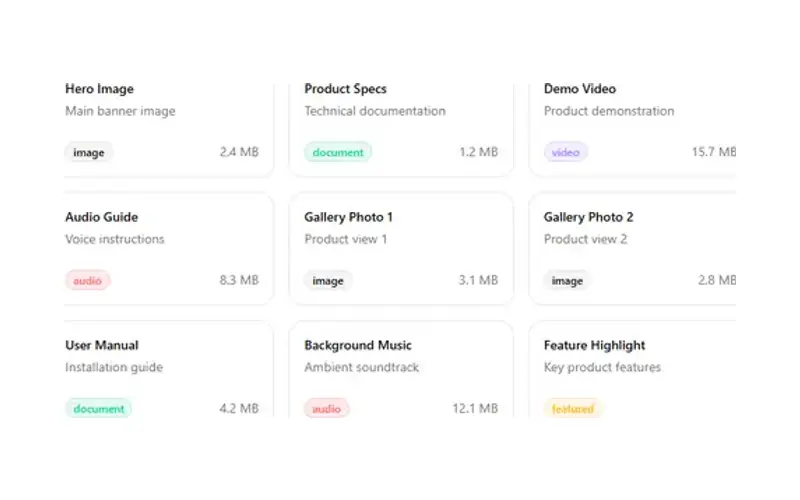 Hero Image
Main banner image
image 2.4 MB
Product Specs
Technical documentation
document 1.2 MB
Demo Video
Product demonstration
video 15.7 MB
Audio Guide
Voice instructions
audio 8.3 MB
Gallery Photo 1
Product view 1
image 3.1 MB
Gallery Photo 2
Product view 2
image 2.8 MB
User Manual
Installation guide
document 4.2 MB
Background Music
Ambient soundtrack
audio 12.1 MB
Feature Highlight
Key product features
featured